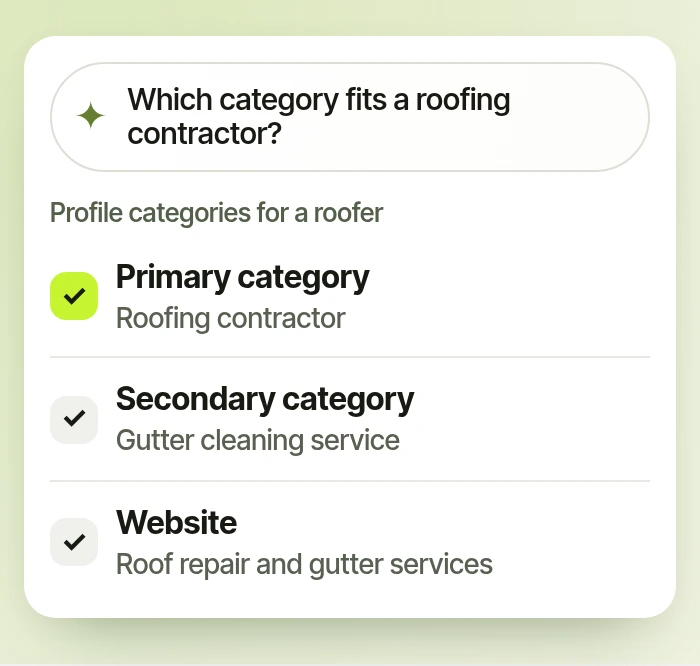 Which category fits a roofing
contractor?
Profile categories for a roofer
Primary category
Roofing contractor
Secondary category
Gutter cleaning service
Website
Roof repair and gutter services